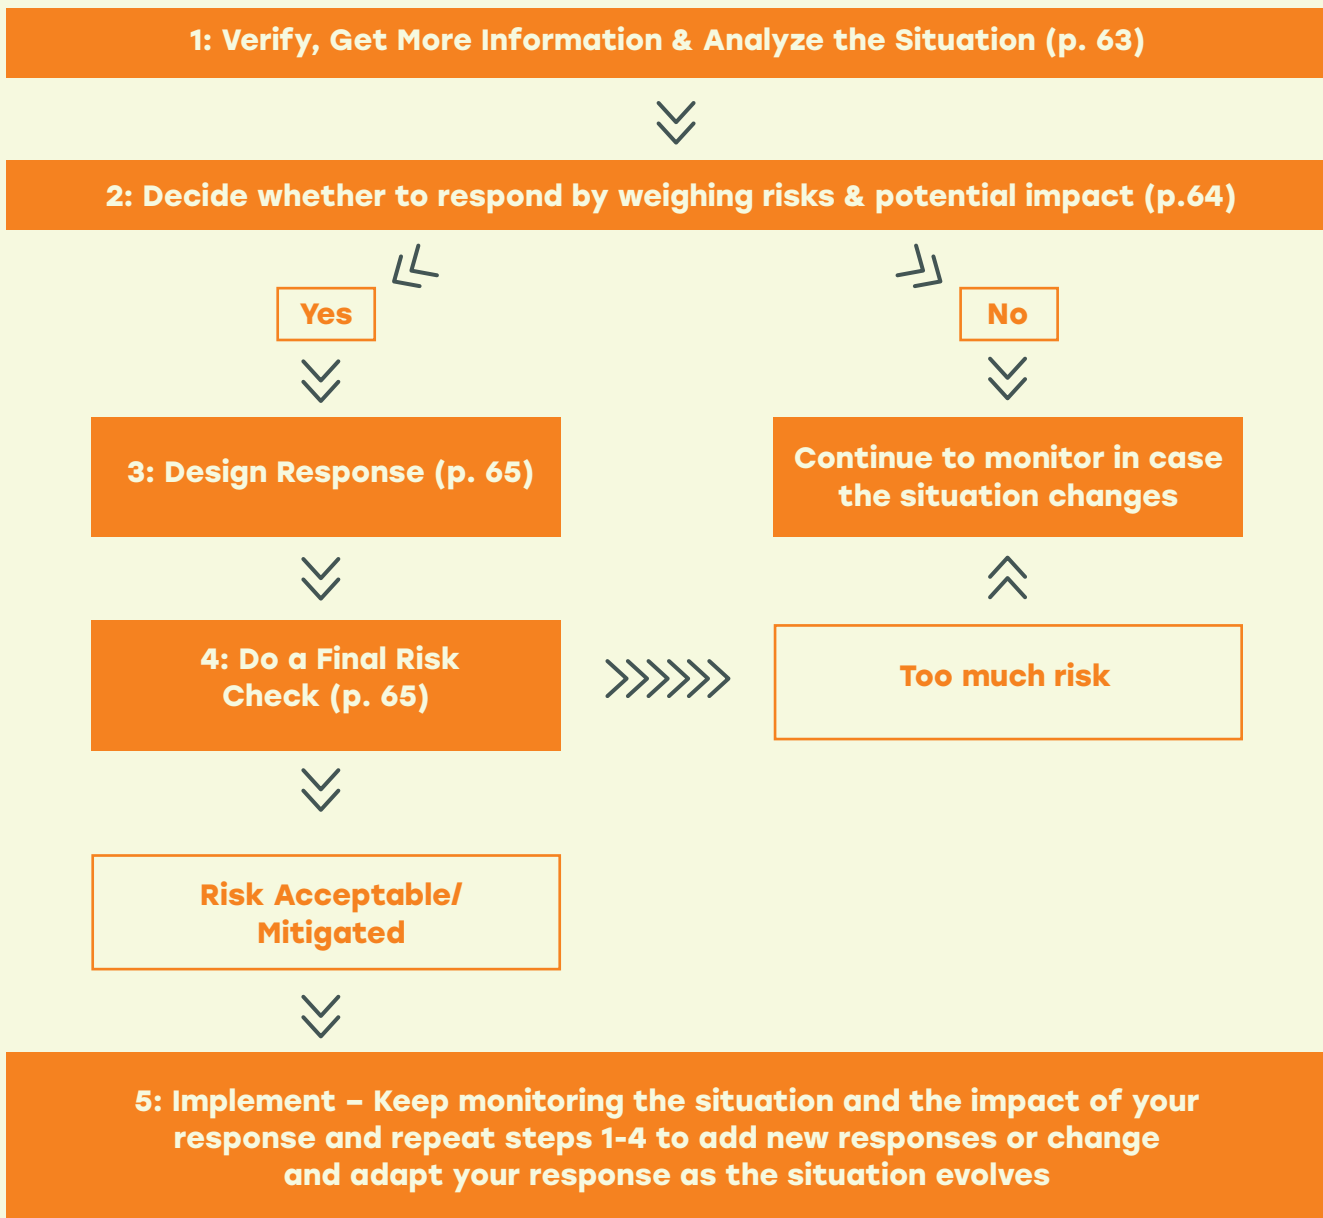 1: Verify, Get More Information & Analyze the Situation (p. 63)
2: Decide whether to respond by weighing risks & potential impact (p.64)
Yes
No
3: Design Response (p. 65)
Continue to monitor in case
the situation changes
4: Do a Final Risk
Check (p. 65)
Too much risk
Risk Acceptable/
Mitigated
5: Implement – Keep monitoring the situation and the impact of your
response and repeat steps 1-4 to add new responses or change
and adapt your response as the situation evolves